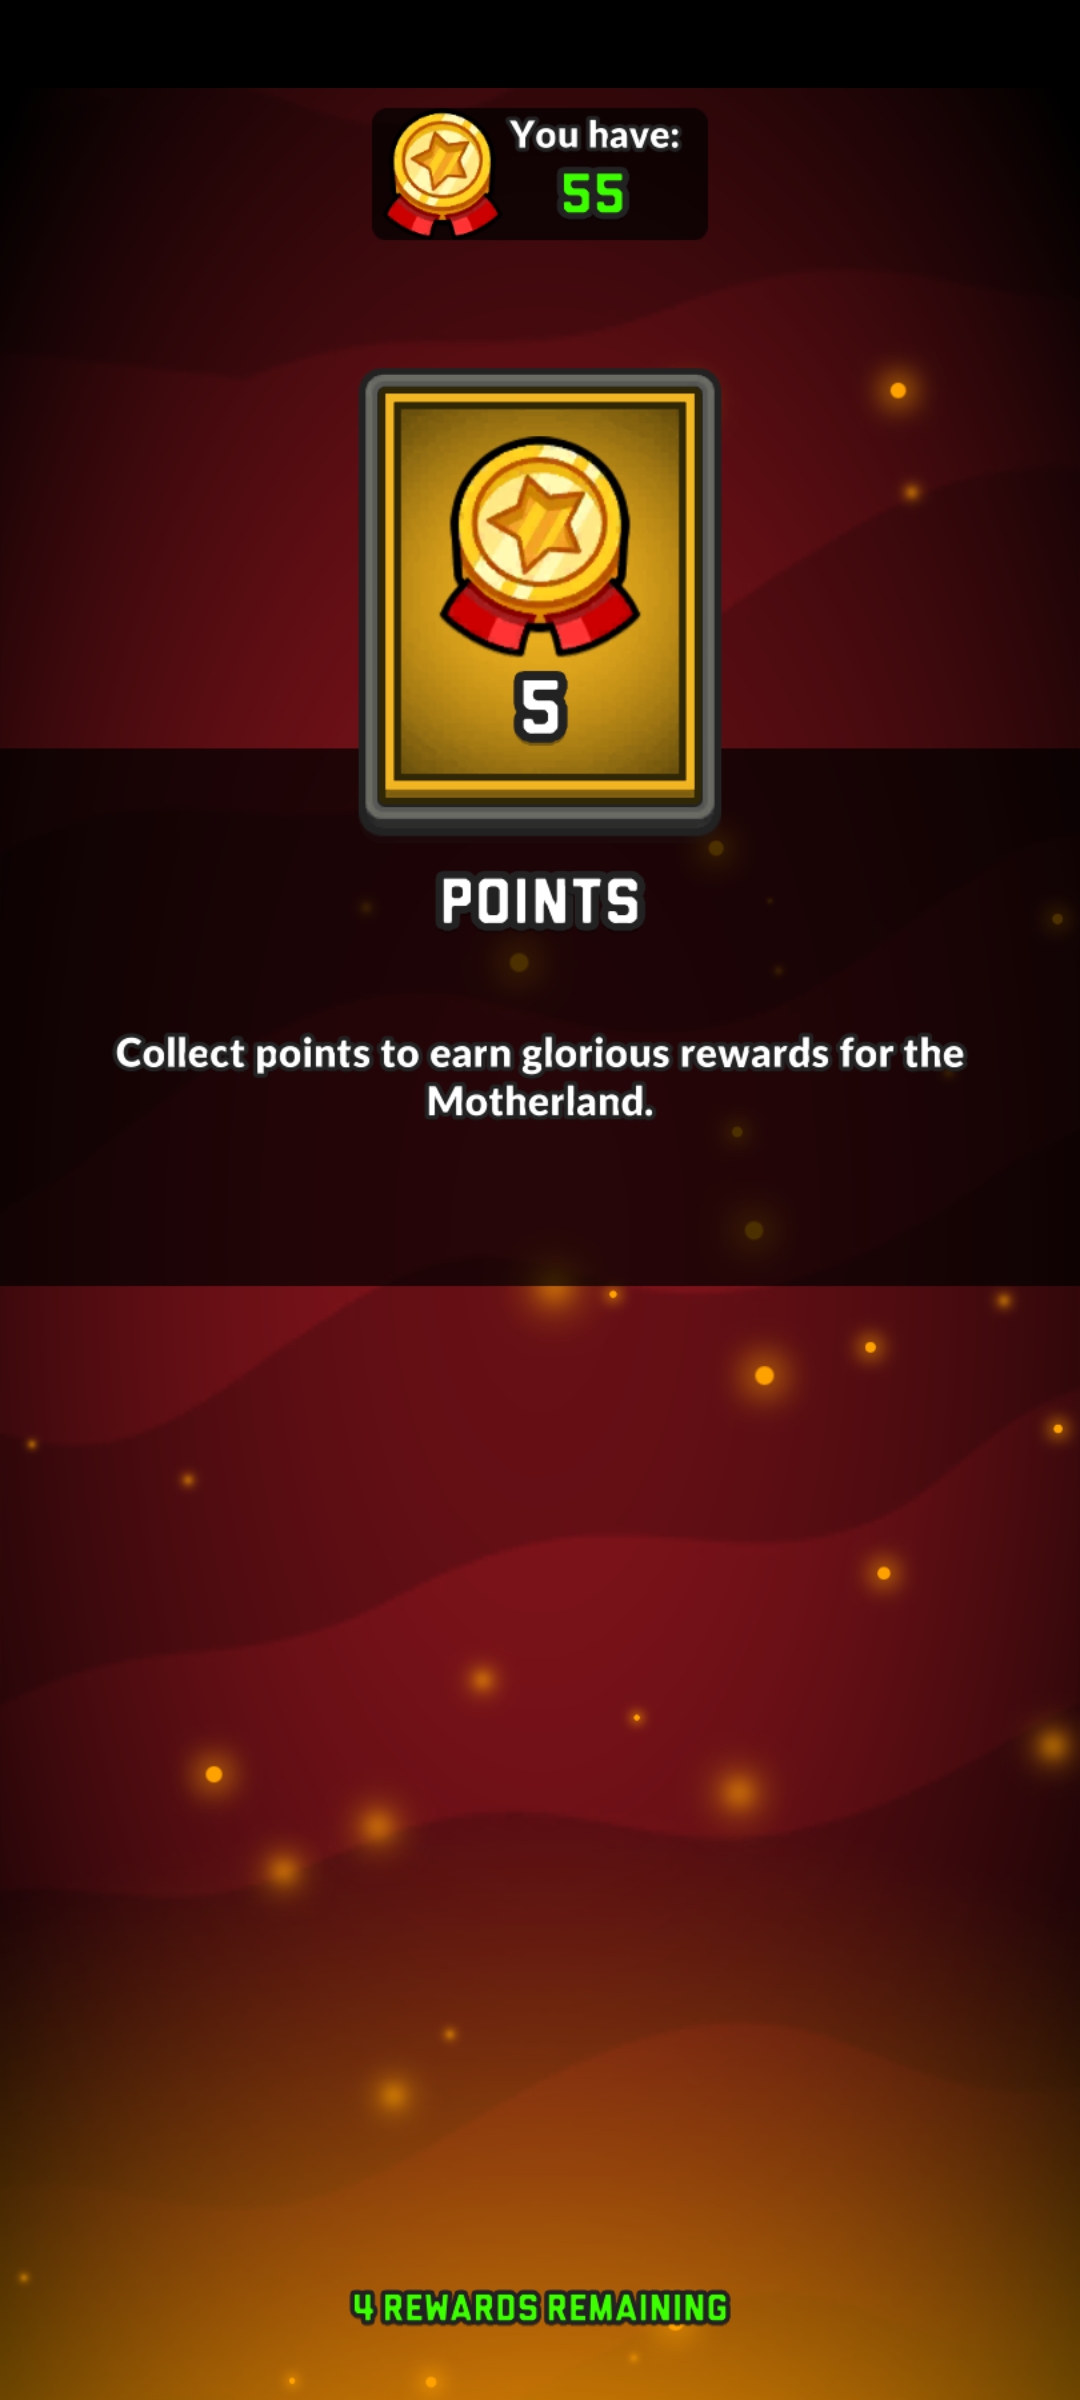 You have:
55
5
POINTS
Collect points to earn glorious rewards for the
Motherland.
4 REWARDS REMAINING